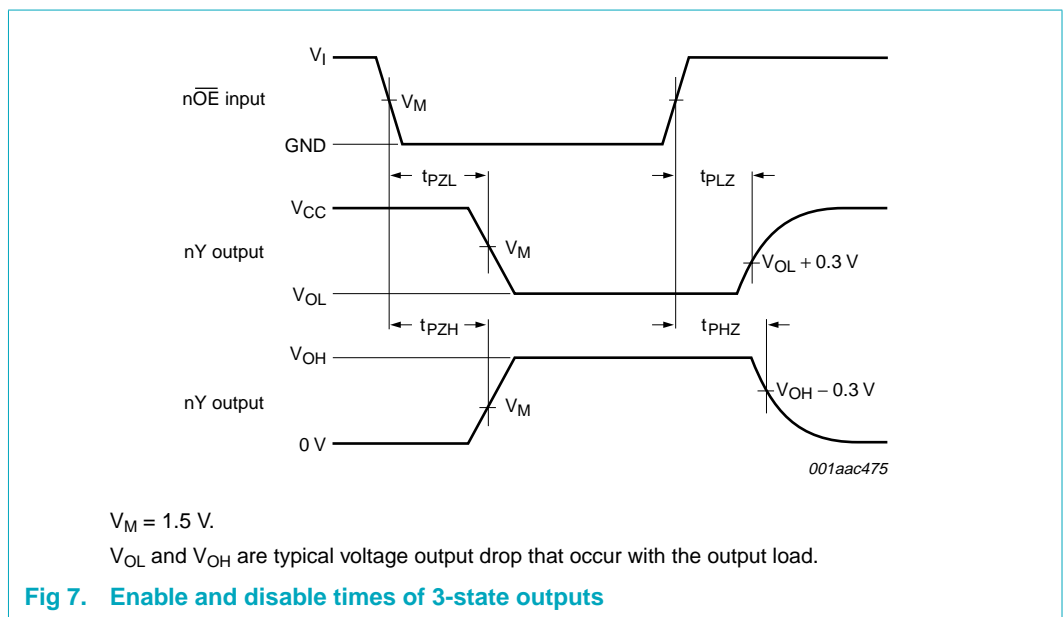 VI
nOE input
VM
GND
tPZL
tPLZ
VCC
nY output
VM
VOL + 0.3 V
VOL
tPZH
tPHZ
VOH
VOH − 0.3 V
nY output
VM
0 V
001aac475
VM = 1.5 V.
VOL and VOH are typical voltage output drop that occur with the output load.
Fig 7. Enable and disable times of 3-state outputs